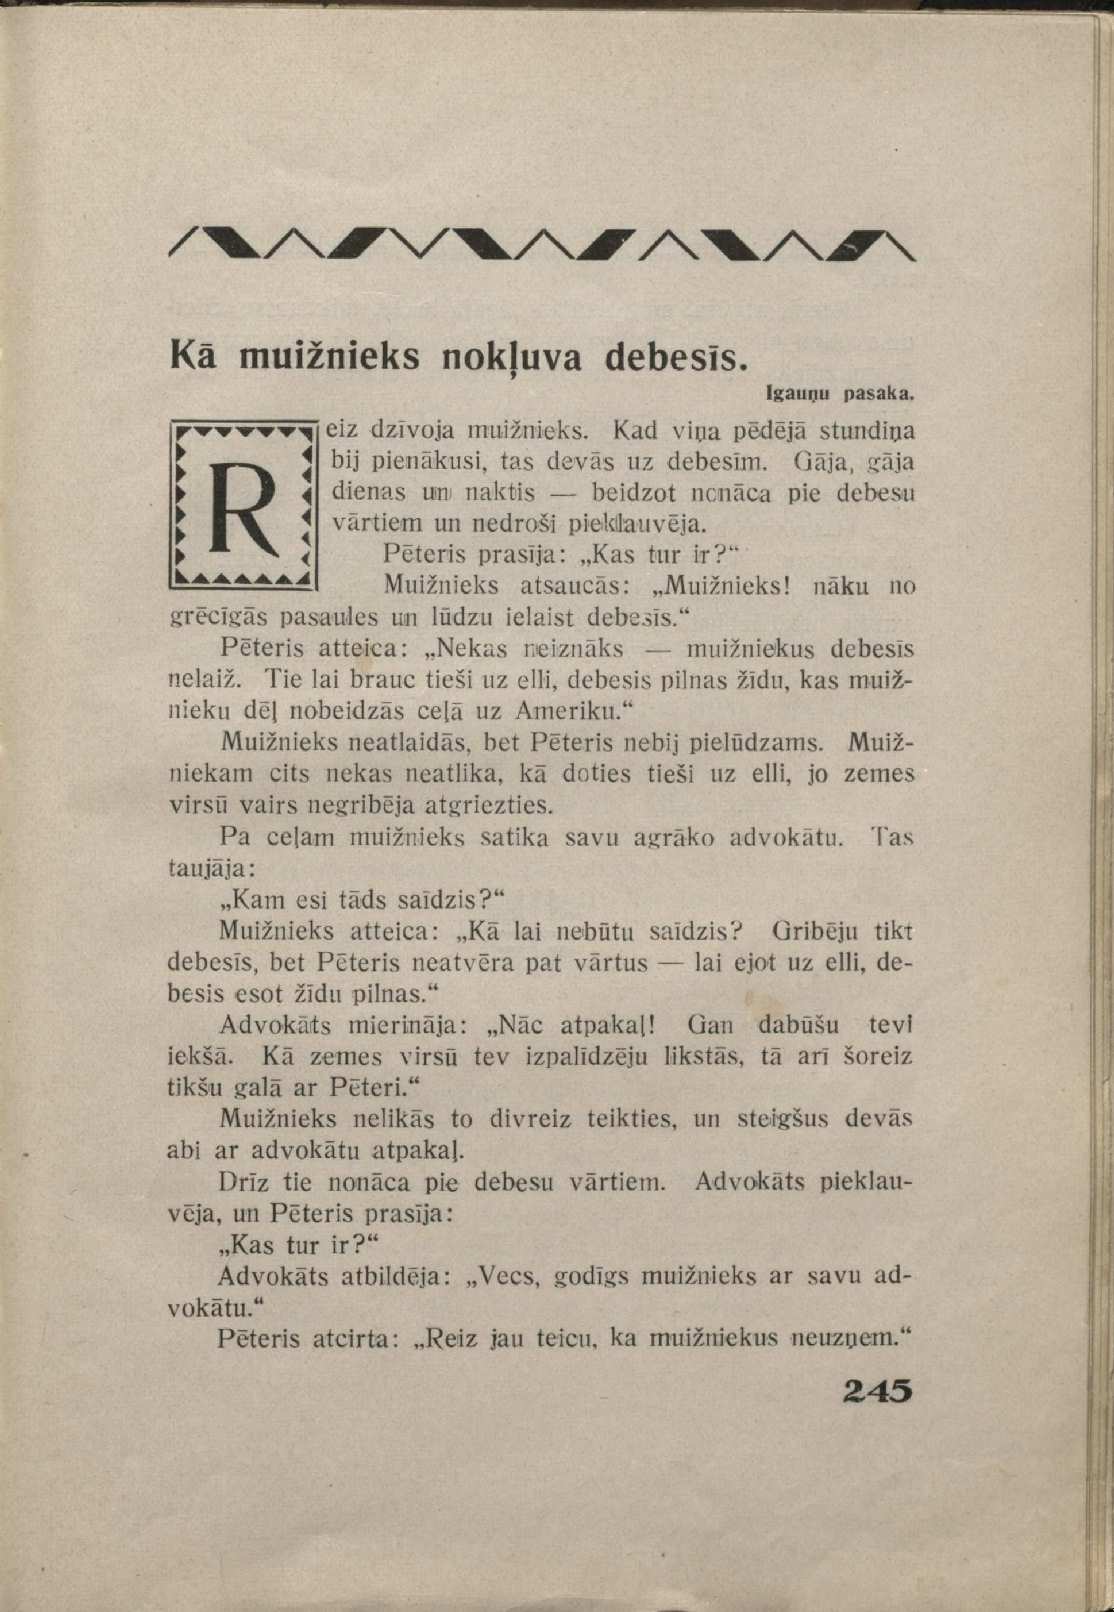 Kā muižnieks nokļuva debesīs.
Igauņu pasaka.
Reiz dzīvoja muižnieks. Kad viņa pēdējā stundiņa
bij pienākusi, tas devās uz debesīm. Gāja, gāja
dienas un naktis — beidzot nonāca pie debesu
vārtiem un nedroši pieklauvēja.
Pēteris prasīja: „Kas tur ir?“
Muižnieks atsaucās: „Muižnieks! nāku no
grēcīgās pasaules un lūdzu ielaist debesīs.“
Pēteris atteica: „Nekas neiznāks — muižniekus debesīs
nelaiž. Tie lai brauc tieši uz elli, debesis pilnas žīdu, kas muiž-
nieku dēļ nobeidzās ceļā uz Ameriku.“
Muižnieks neatlaidās, bet Pēteris nebij pielūdzams. Muiž-
niekam cits nekas neatlika, kā doties tieši uz elli, jo zemes
virsū vairs negribēja atgriezties.
Pa ceļam muižnieks satika savu agrāko advokātu. Tas
taujāja:
„Kam esi tāds saīdzis?“
Muižnieks atteica: „Kā lai nebūtu saīdzis? Gribēju tikt
debesīs, bet Pēteris neatvēra pat vārtus — lai ejot uz elli, de-
besis esot žīdu pilnas.“
Advokāts mierināja: „Nāc atpakaļ! Gan dabūšu tevi
iekšā. Kā zemes virsū tev izpalīdzēju likstās, tā arī šoreiz
tikšu galā ar Pēteri.“
Muižnieks nelikās to divreiz teikties, un steigšus devās
abi ar advokātu atpakaļ.
Drīz tie nonāca pie debesu vārtiem. Advokāts pieklau-
vēja, un Pēteris prasīja:
„Kas tur ir?“
Advokāts atbildēja: „Vecs, godīgs muižnieks ar savu ad-
vokātu.“
Pēteris atcirta: „Reiz jau teicu, ka muižniekus neuzņem.“
245